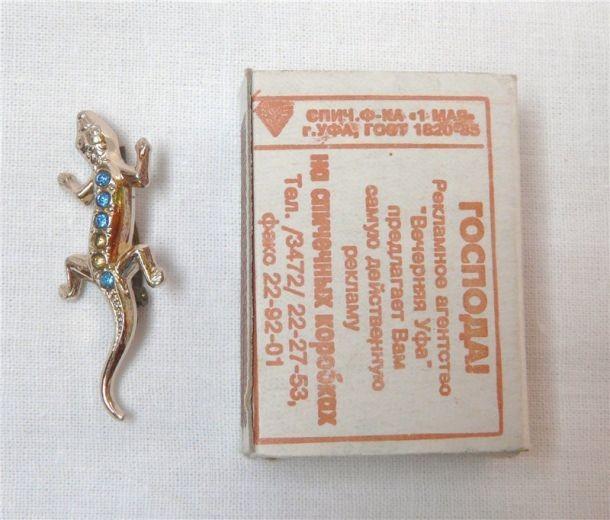 СПИЧ.Ф-КА «1 МАЯ»
г.УФА, ГОСТ 1820-85
ГОСПОДА!
Рекламное агентство
"Вечерняя Уфа"
предлагает Вам
самую действенную
рекламу
на спичечных коробках
Тел. /3472/ 22-27-53,
факс 22-92-01